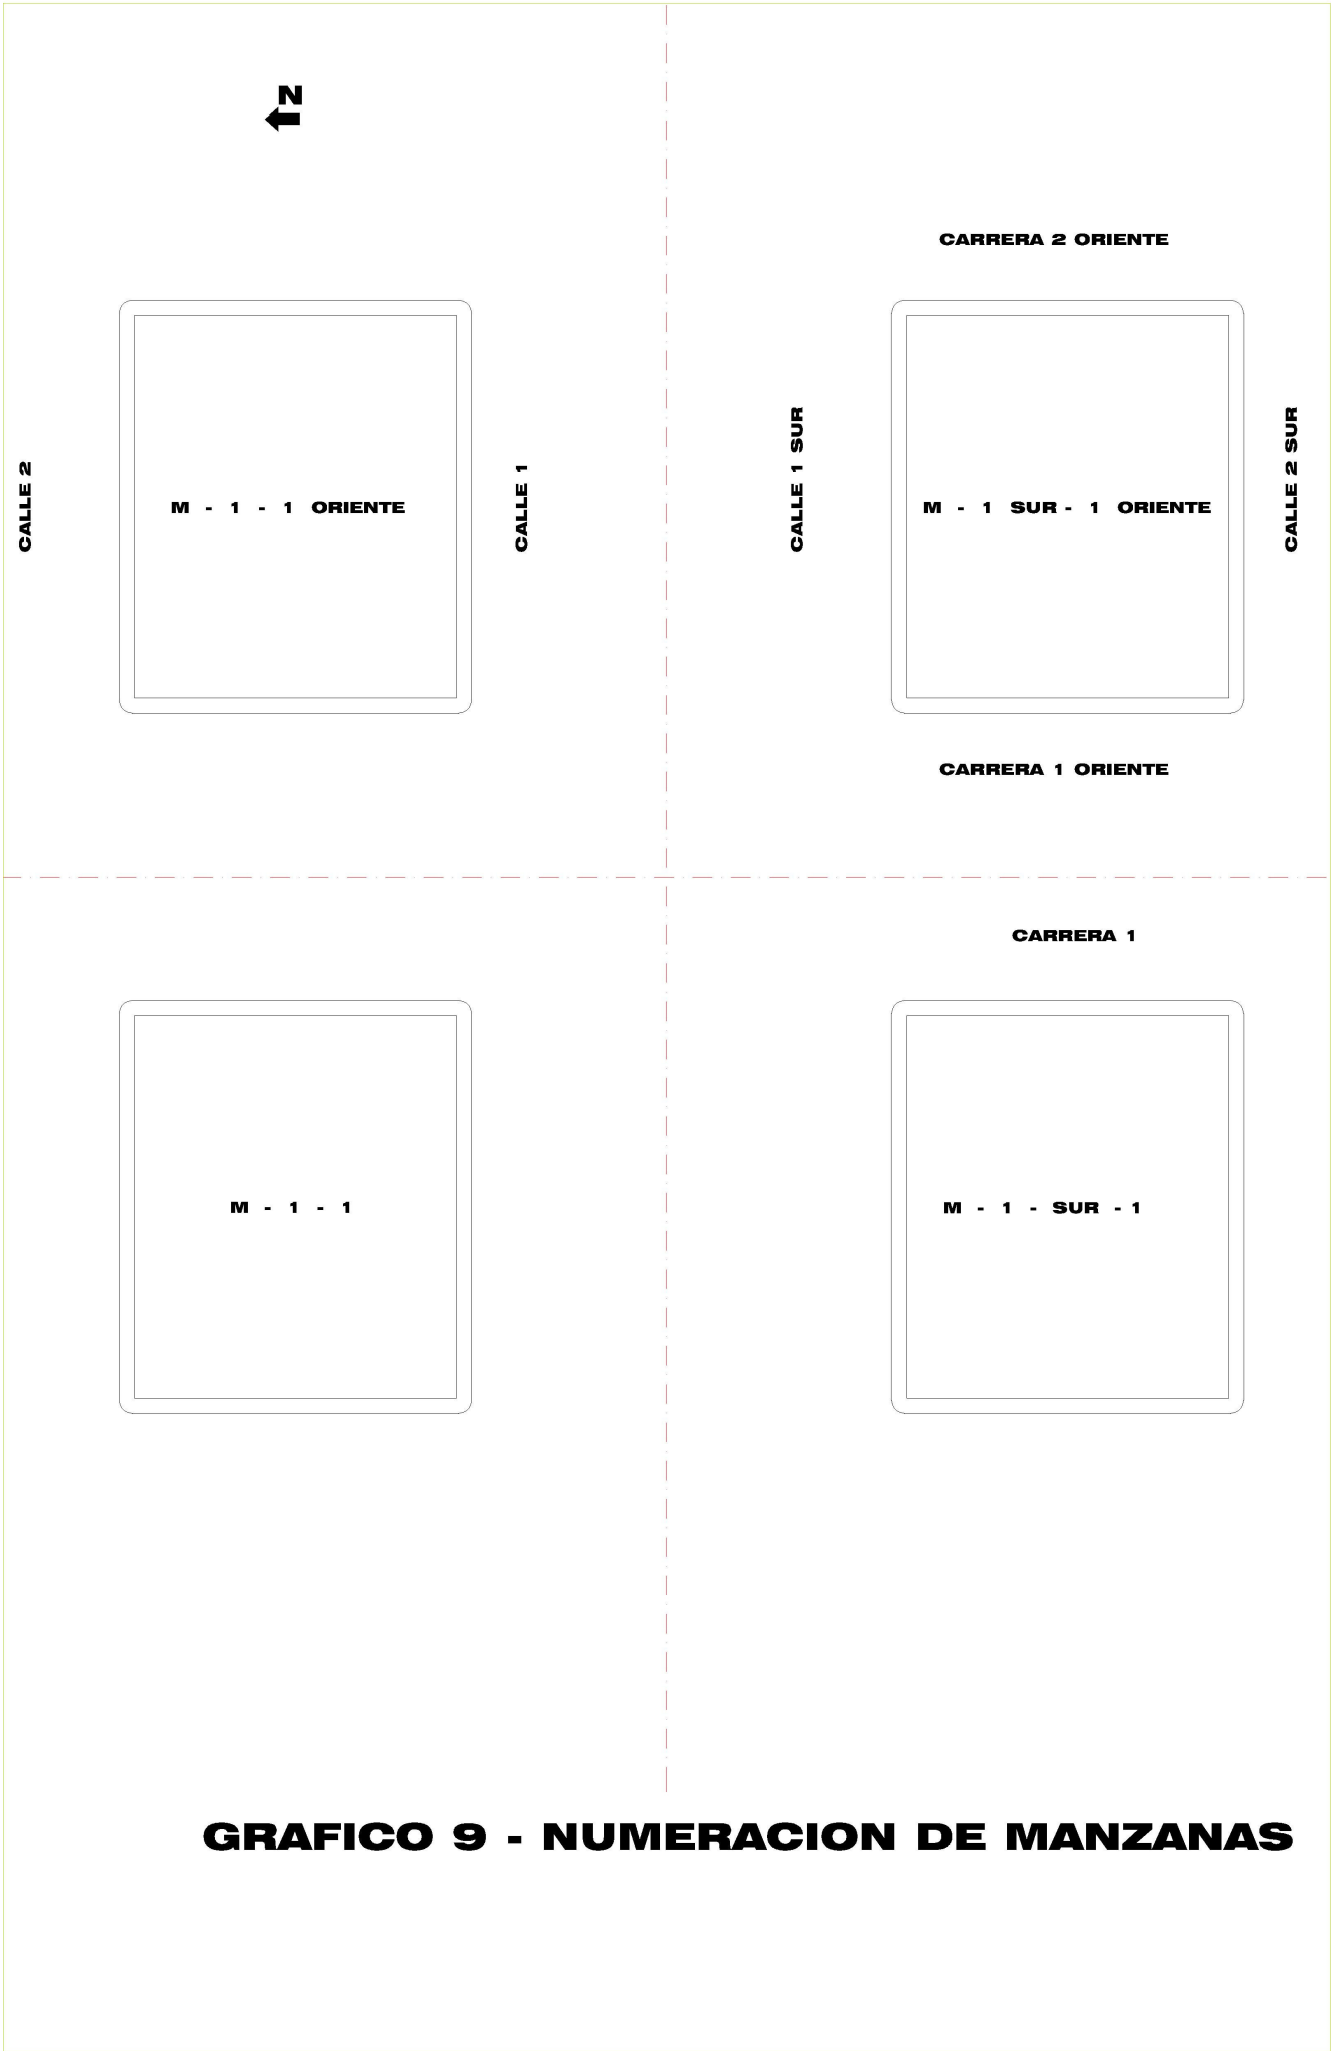 N
CARRERA 2 ORIENTE
CALLE 2
M - 1 - 1 ORIENTE
CALLE 1
CALLE 1 SUR
M - 1 SUR - 1 ORIENTE
CALLE 2 SUR
CARRERA 1 ORIENTE
CARRERA 1
M - 1 - 1
M - 1 - SUR - 1
GRAFICO 9 - NUMERACION DE MANZANAS